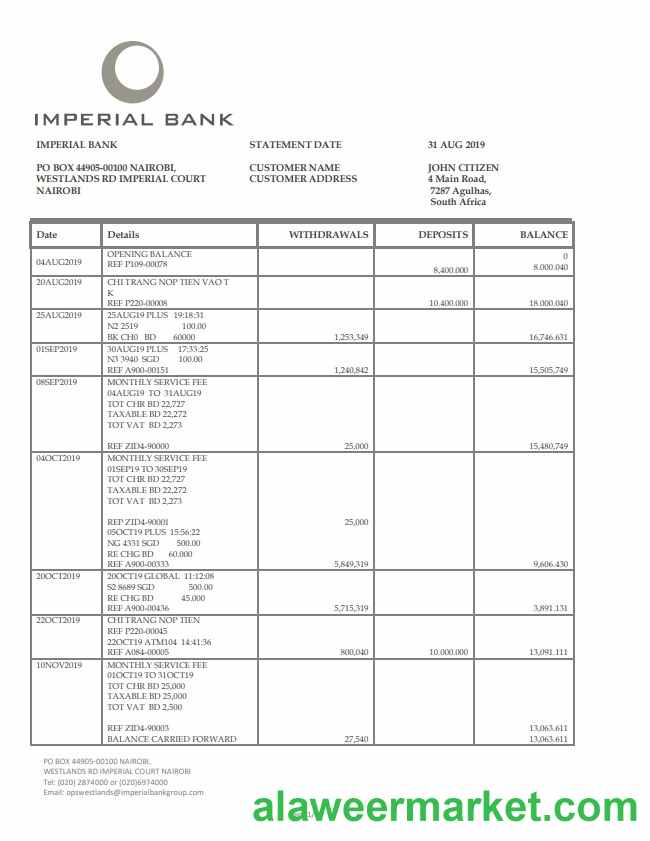 IMPERIAL BANK
IMPERIAL BANK STATEMENT DATE 31 AUG 2019
PO BOX 44905-00100 NAIROBI, CUSTOMER NAME JOHN CITIZEN
WESTLANDS RD IMPERIAL COURT CUSTOMER ADDRESS 4 Main Road,
NAIROBI 7287 Agulhas,
South Africa
Date Details WITHDRAWALS DEPOSITS BALANCE
OPENING BALANCE 0
04AUG2019 REF P109-00078 8,400.000 8.000.040
20AUG2019 CHI TRANG NOP TIEN VAO T
K
REF P220-00008 10.400.000 18.000.040
25AUG2019 25AUG19 PLUS 19:18:31
N2 2519 100.00
BK CH0 BD 60000 1,253,349 16,746.631
01SEP2019 30AUG19 PLUS 17:33:25
N3 3940 SGD 100.00
REF A900-00151 1,240,842 15,505,749
08SEP2019 MONTHLY SERVICE FEE
04AUG19 TO 31AUG19
TOT CHR BD 22,727
TAXABLE BD 22,272
TOT VAT BD 2,273
REF ZID4-90000 25,000 15,480,749
04OCT2019 MONTHLY SERVICE FEE
01SEP19 TO 30SEP19
TOT CHR BD 22,727
TAXABLE BD 22,272
TOT VAT BD 2,273
REP ZID4-90001 25,000
05OCT19 PLUS 15:56:22
NG 4331 SGD 500.00
RE CHG BD 60.000
REF A900-00333 5,849,319 9,606.430
20OCT2019 20OCT19 GLOBAL 11:12:08
S2 8689 SGD 500.00
RE CHG BD 45.000
REF A900-00436 5,715,319 3,891.131
22OCT2019 CHI TRANG NOP TIEN
REF P220-00045
22OCT19 ATM104 14:41:36
REF A084-00005 800,040 10.000.000 13,091.111
10NOV2019 MONTHLY SERVICE FEE
01OCT19 TO 31OCT19
TOT CHR BD 25,000
TAXABLE BD 25,000
TOT VAT BD 2,500
REF ZID4-90003 13,063.611
BALANCE CARRIED FORWARD 27,540 13,063.611
PO BOX 44905-00100 NAIROBI,
WESTLANDS RD IMPERIAL COURT NAIROBI
Tel: (020) 2874000 or (020)6974000
Email: opswestlands@imperialbankgroup.com
alaweermarket.com